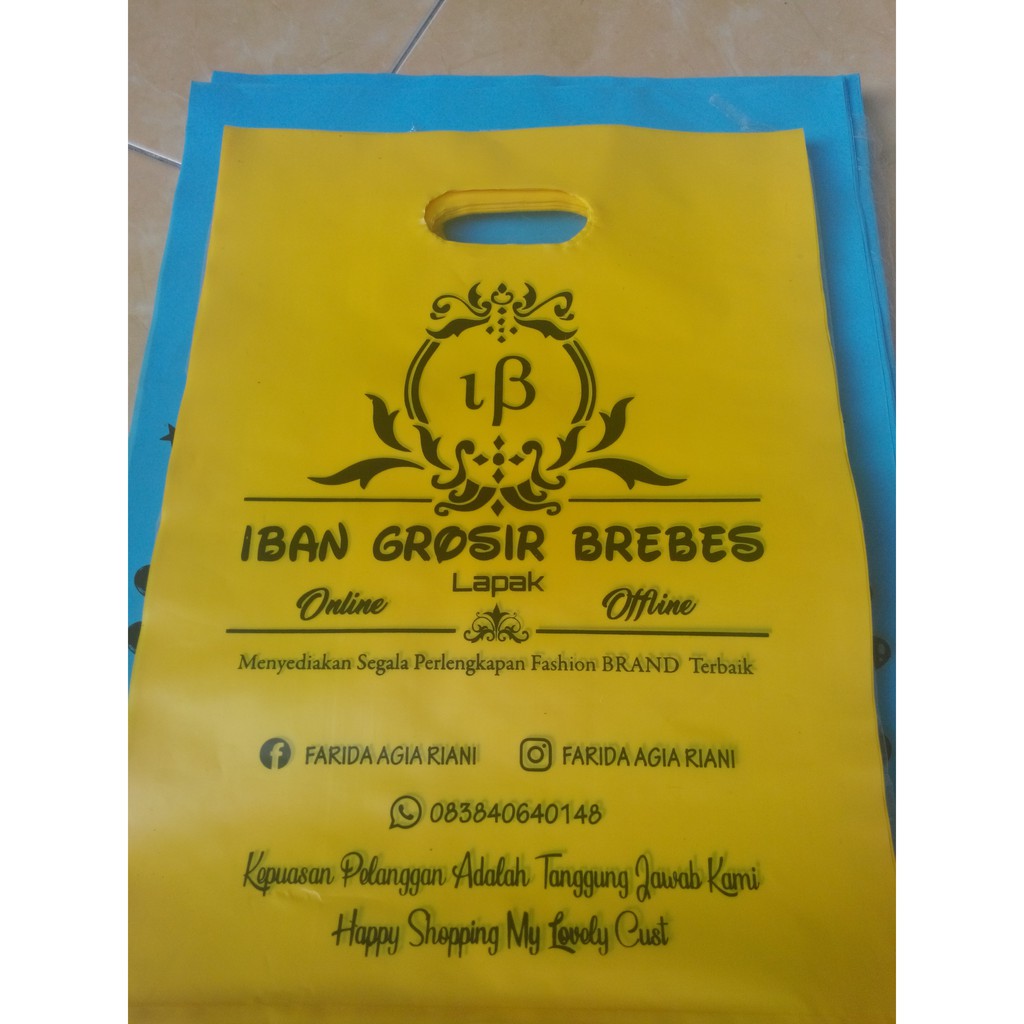 ιβ
IBAN GROSIR BREBES
Lapak
Online Offline
Menyediakan Segala Perlengkapan Fashion BRAND Terbaik
FARIDA AGIA RIANI FARIDA AGIA RIANI
083840640148
Kepuasan Pelanggan Adalah Tanggung Jawab Kami
Happy Shopping My Lovely Cust